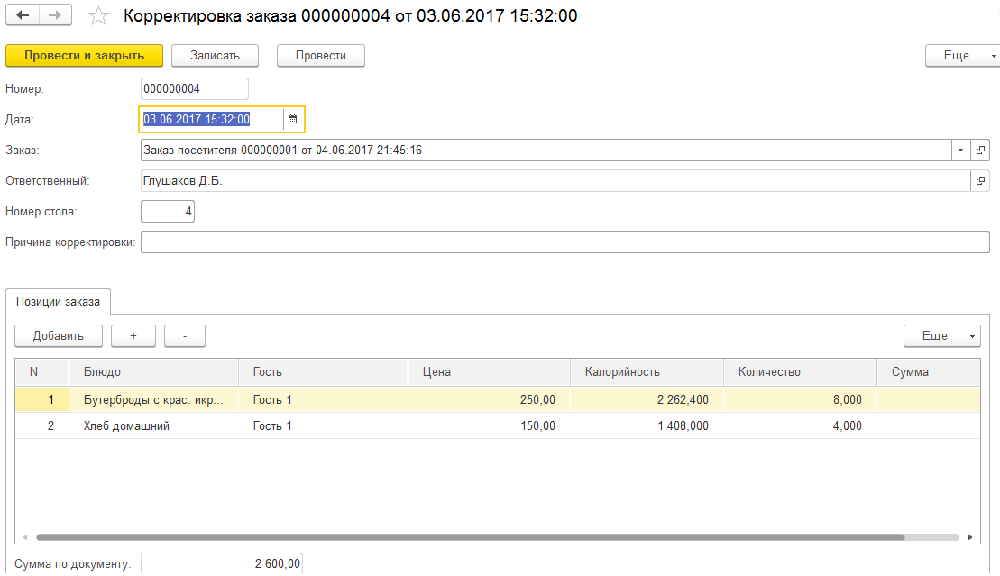 Корректировка заказа 000000004 от 03.06.2017 15:32:00
Провести и закрыть Записать Провести Еще
Номер: 000000004
Дата: 03.06.2017 15:32:00
Заказ: Заказ посетителя 000000001 от 04.06.2017 21:45:16
Ответственный: Глушаков Д.Б.
Номер стола: 4
Причина корректировки:
Позиции заказа
Добавить + - Еще
N Блюдо Гость Цена Калорийность Количество Сумма
1 Бутерброды с крас. икр... Гость 1 250,00 2 262,400 8,000
2 Хлеб домашний Гость 1 150,00 1 408,000 4,000
Сумма по документу: 2 600,00